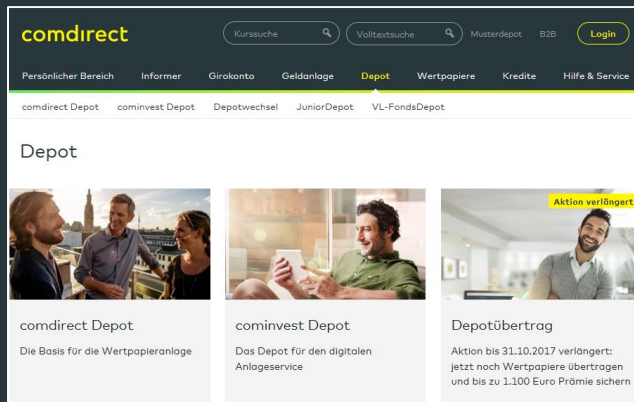 comdirect
Kurssuche
Volltextsuche
Musterdepot
B2B
Login
Persönlicher Bereich
Informer
Girokonto
Geldanlage
Depot
Wertpapiere
Kredite
Hilfe & Service
comdirect Depot
cominvest Depot
Depotwechsel
JuniorDepot
VL-FondsDepot
Depot
Aktion verlängert
comdirect Depot
Die Basis für die Wertpapieranlage
cominvest Depot
Das Depot für den digitalen
Anlageservice
Depotübertrag
Aktion bis 31.10.2017 verlängert:
jetzt noch Wertpapiere übertragen
und bis zu 1.100 Euro Prämie sichern